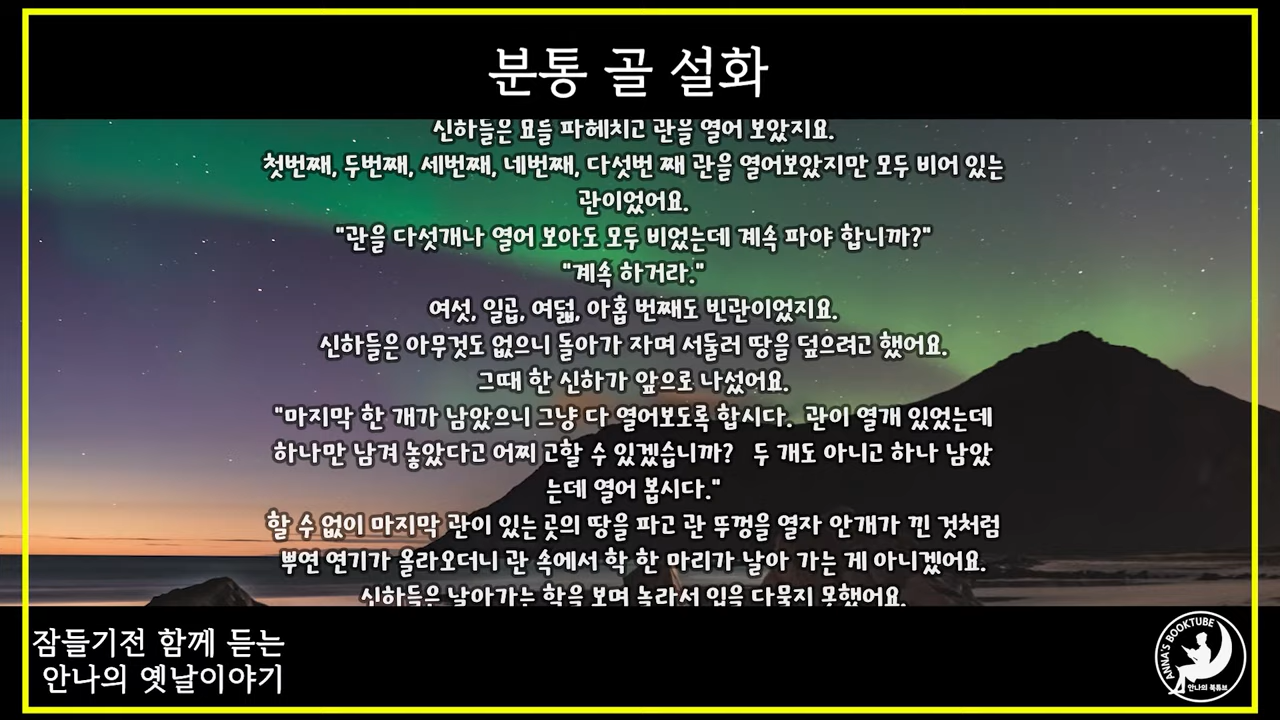 분통 골 설화
신하들은 묘를 파헤치고 관을 열어 보았지요.
첫번째, 두번째, 세번째, 네번째, 다섯번 째 관을 열어보았지만 모두 비어 있는
관이었어요.
"관을 다섯개나 열어 보아도 모두 비었는데 계속 파야 합니까?"
"계속 하거라."
여섯, 일곱, 여덟, 아홉 번째도 빈관이었지요.
신하들은 아무것도 없으니 돌아가 자며 서둘러 땅을 덮으려고 했어요.
그때 한 신하가 앞으로 나섰어요.
"마지막 한 개가 남았으니 그냥 다 열어보도록 합시다. 관이 열개 있었는데
하나만 남겨 놓았다고 어찌 고할 수 있겠습니까? 두 개도 아니고 하나 남았
는데 열어 봅시다."
할 수 없이 마지막 관이 있는 곳의 땅을 파고 관 뚜껑을 열자 안개가 낀 것처럼
뿌연 연기가 올라오더니 관 속에서 학 한 마리가 날아 가는 게 아니겠어요.
신하들은 날아가는 학을 보며 놀라서 입을 다물지 못했어요.
잠들기전 함께 듣는
안나의 옛날이야기
ANNA'S BOOKTUBE
안나의 북튜브